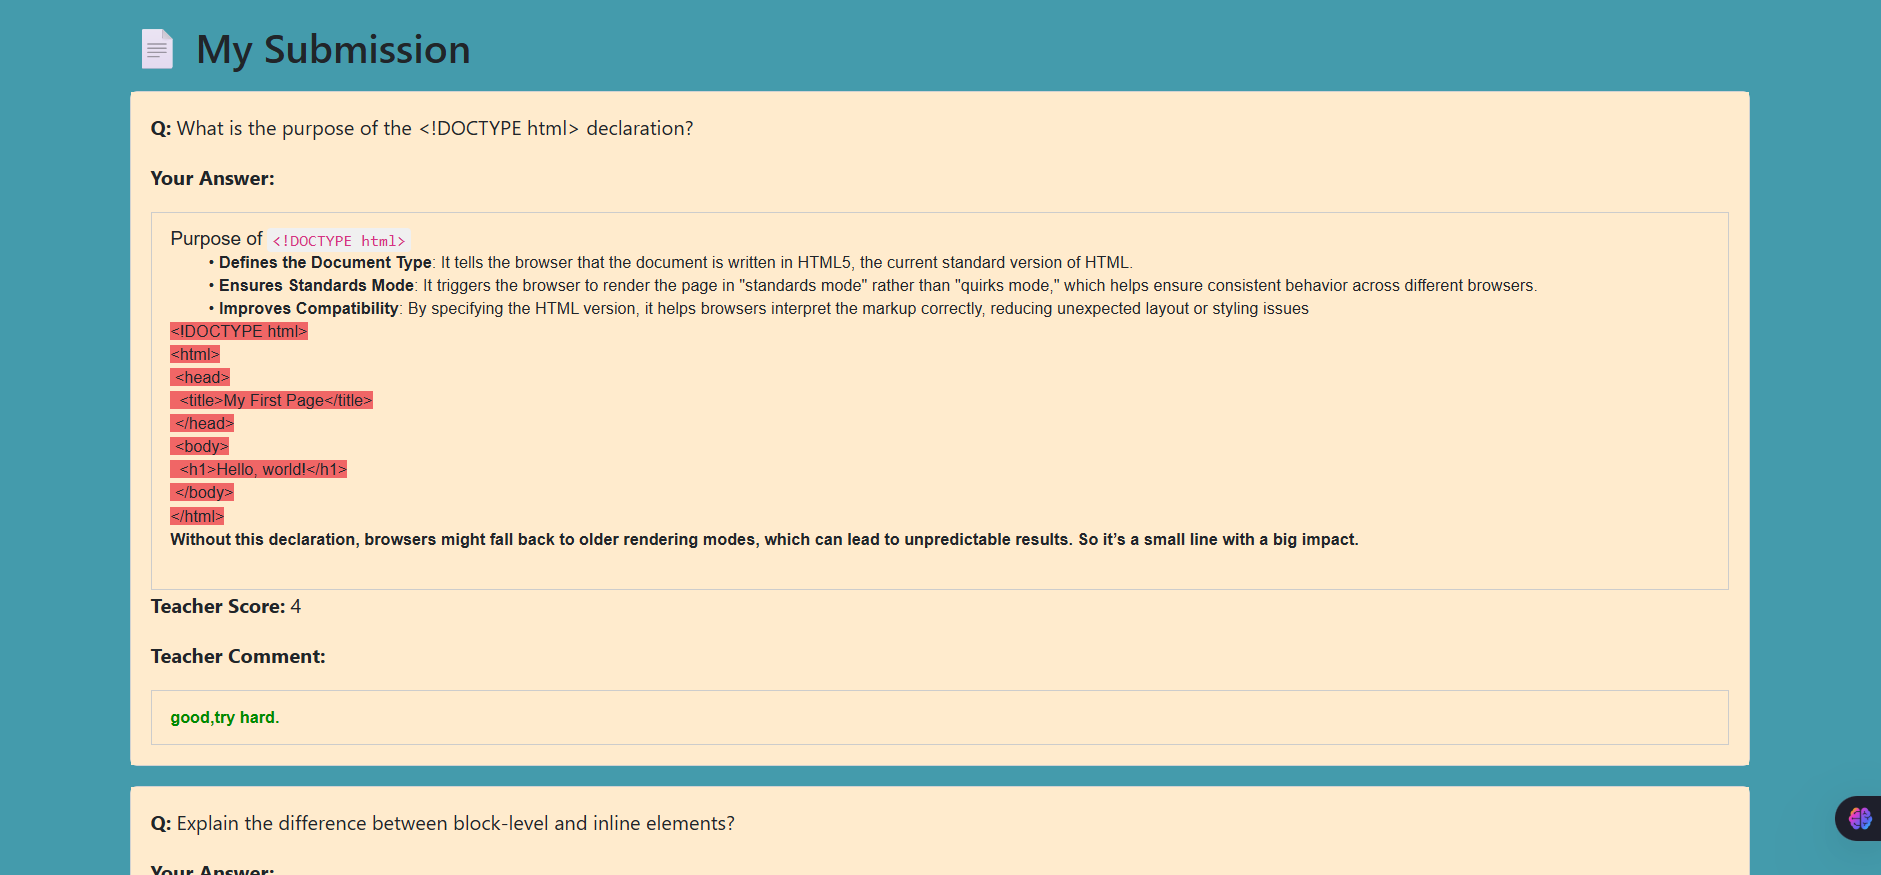 My Submission
Q: What is the purpose of the <!DOCTYPE html> declaration?
Your Answer:
Purpose of <!DOCTYPE html>
• Defines the Document Type: It tells the browser that the document is written in HTML5, the current standard version of HTML.
• Ensures Standards Mode: It triggers the browser to render the page in "standards mode" rather than "quirks mode," which helps ensure consistent behavior across different browsers.
• Improves Compatibility: By specifying the HTML version, it helps browsers interpret the markup correctly, reducing unexpected layout or styling issues
<!DOCTYPE html>
<html>
<head>
<title>My First Page</title>
</head>
<body>
<h1>Hello, world!</h1>
</body>
</html>
Without this declaration, browsers might fall back to older rendering modes, which can lead to unpredictable results. So it’s a small line with a big impact.
Teacher Score: 4
Teacher Comment:
good,try hard.
Q: Explain the difference between block-level and inline elements?
Your Answer: